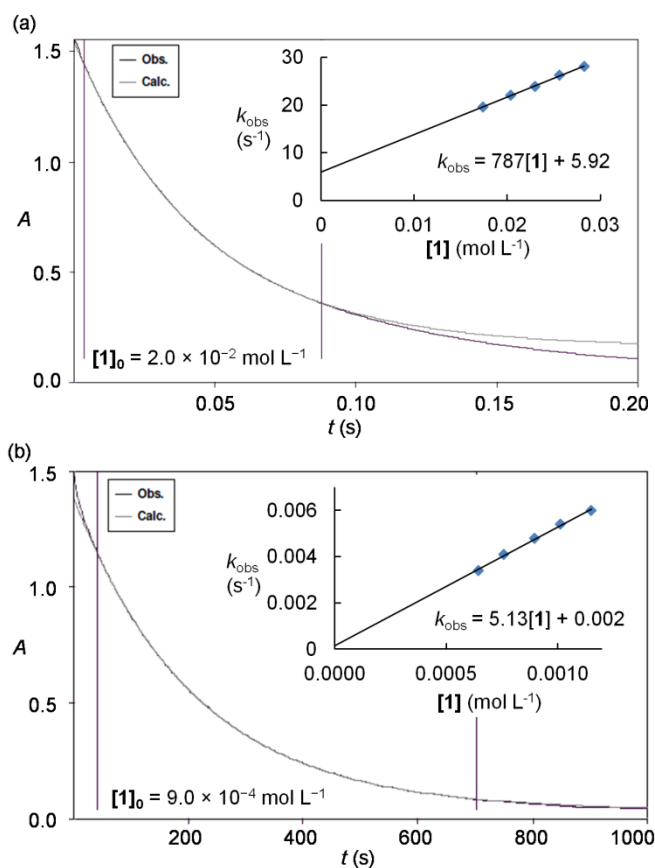 (a)
1.5
1.0
A
0.5
0.0
Obs.
Calc.
30
20
10
0
k_obs
(s⁻¹)
k_obs = 787[1] + 5.92
0 0.01 0.02 0.03
[1] (mol L⁻¹)
[1]₀ = 2.0 × 10⁻² mol L⁻¹
0.05 0.10 0.15 0.20
t (s)
(b)
1.5
1.0
A
0.5
0.0
Obs.
Calc.
0.006
0.004
0.002
0
k_obs
(s⁻¹)
k_obs = 5.13[1] + 0.002
0.0000 0.0005 0.0010
[1] (mol L⁻¹)
[1]₀ = 9.0 × 10⁻⁴ mol L⁻¹
200 400 600 800 1000
t (s)